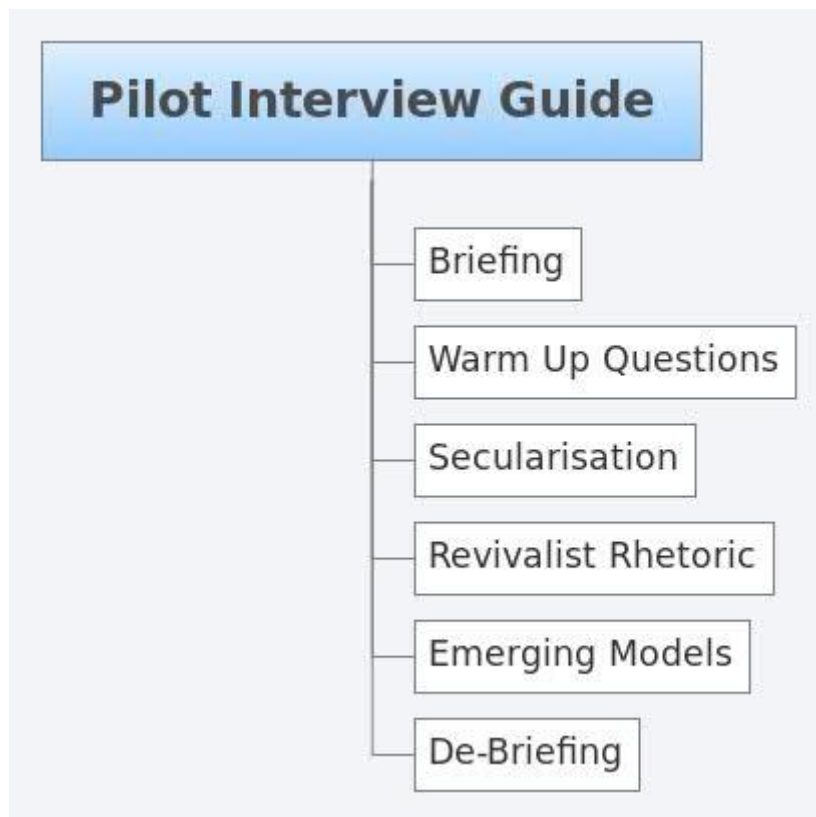 Pilot Interview Guide
Briefing
Warm Up Questions
Secularisation
Revivalist Rhetoric
Emerging Models
De-Briefing